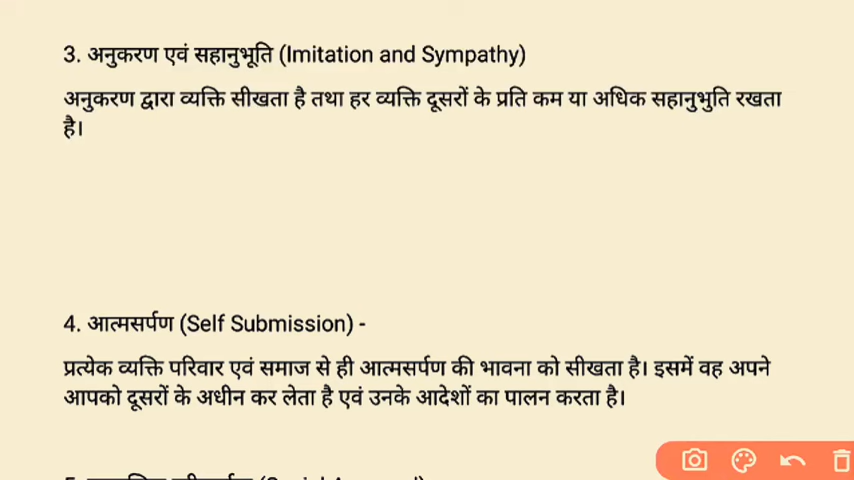 3. अनुकरण एवं सहानुभूति (Imitation and Sympathy)
अनुकरण द्वारा व्यक्ति सीखता है तथा हर व्यक्ति दूसरों के प्रति कम या अधिक सहानुभुति रखता
है।
4. आत्मसर्पण (Self Submission) -
प्रत्येक व्यक्ति परिवार एवं समाज से ही आत्मसर्पण की भावना को सीखता है। इसमें वह अपने
आपको दूसरों के अधीन कर लेता है एवं उनके आदेशों का पालन करता है।